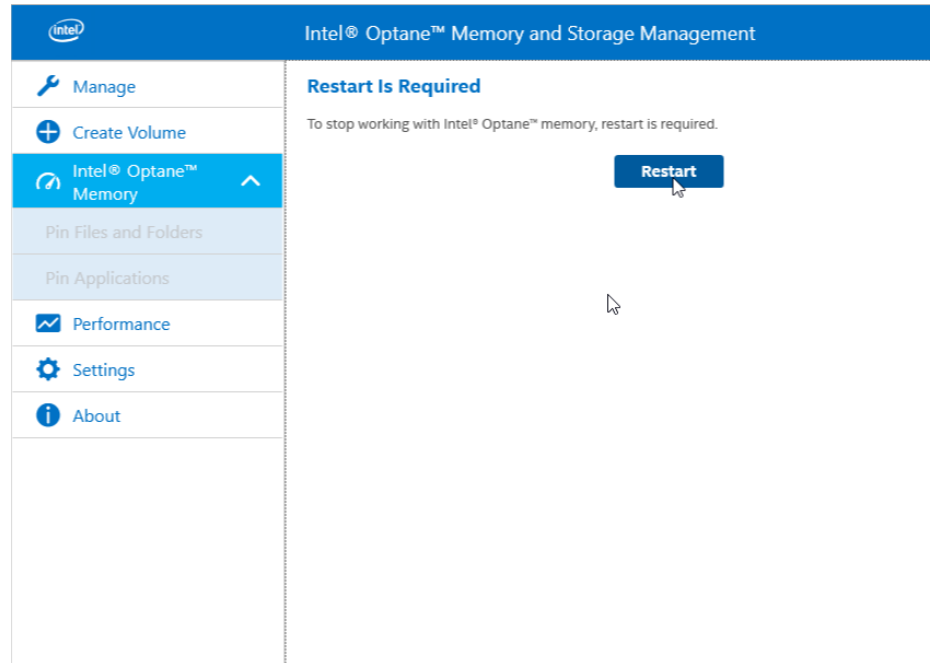 intel
Intel® Optane™ Memory and Storage Management
Manage
Create Volume
Intel® Optane™
Memory
Pin Files and Folders
Pin Applications
Performance
Settings
About
Restart Is Required
To stop working with Intel® Optane™ memory, restart is required.
Restart